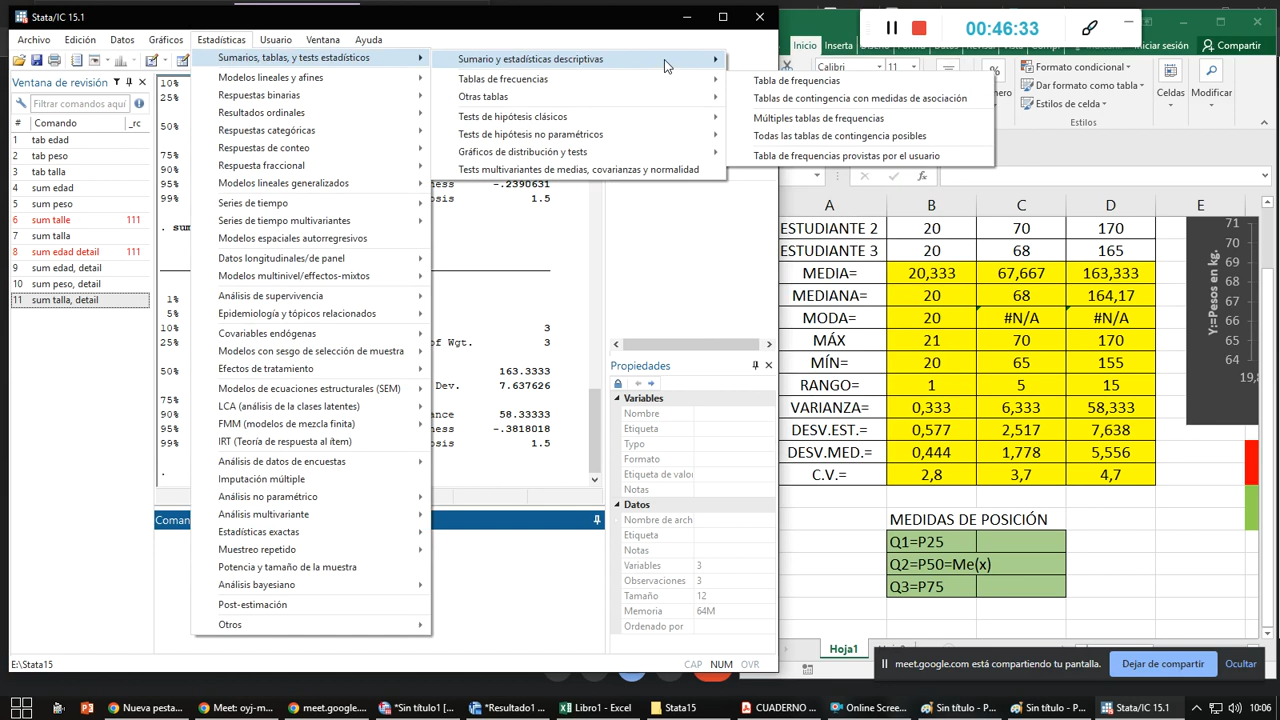 Stata/IC 15.1
Archivo Edición Datos Gráficos Estadísticas Usuario Ventana Ayuda
Ventana de revisión
Filtrar comandos aquí
# Comando _rc
1 tab edad
2 tab peso
3 tab talla
4 sum edad
5 sum peso
6 sum talle 111
7 sum talla
8 sum edad detail 111
9 sum edad, detail
10 sum peso, detail
11 sum talla, detail
10%
25%
50%
75%
90%
95%
99%
. sum
1%
5%
10%
25%
50%
75%
90%
95%
99%
.
Sumarios, tablas, y tests estadísticos
Modelos lineales y afines
Respuestas binarias
Resultados ordinales
Respuestas categóricas
Respuestas de conteo
Respuesta fraccional
Modelos lineales generalizados
Series de tiempo
Series de tiempo multivariantes
Modelos espaciales autorregresivos
Datos longitudinales/de panel
Modelos multinivel/effectos-mixtos
Análisis de supervivencia
Epidemiología y tópicos relacionados
Covariables endógenas
Modelos con sesgo de selección de muestra
Efectos de tratamiento
Modelos de ecuaciones estructurales (SEM)
LCA (análisis de la clases latentes)
FMM (modelos de mezcla finita)
IRT (Teoría de respuesta al ítem)
Análisis de datos de encuestas
Imputación múltiple
Análisis no paramétrico
Análisis multivariante
Estadísticas exactas
Muestreo repetido
Potencia y tamaño de la muestra
Análisis bayesiano
Post-estimación
Otros
Sumario y estadísticas descriptivas
Tablas de frecuencias
Otras tablas
Tests de hipótesis clásicos
Tests de hipótesis no paramétricos
Gráficos de distribución y tests
Tests multivariantes de medias, covarianzas y normalidad
Tabla de frequencias
Tablas de contingencia con medidas de asociación
Múltiples tablas de frecuencias
Todas las tablas de contingencia posibles
Tabla de frequencias provistas por el usuario
-.2390631
1.5
3
of Wgt. 3
163.3333
Dev. 7.637626
58.33333
-.3818018
1.5
Propiedades
Variables
Nombre
Etiqueta
Typo
Formato
Etiqueta de valo
Notas
Datos
Nombre de arch
Etiqueta
Notas
Variables 3
Observaciones 3
Tamaño 12
Memoria 64M
Ordenado por
E:\Stata15
CAP NUM OVR
00:46:33
Inicio Inserta
Iniciar sesión Compartir
Calibri 11
%
Formato condicional
Dar formato como tabla
Estilos de celda
Estilos
Celdas
Modificar
fx
A B C D E
ESTUDIANTE 2 20 70 170
ESTUDIANTE 3 20 68 165
MEDIA= 20,333 67,667 163,333
MEDIANA= 20 68 164,17
MODA= 20 #N/A #N/A
MÁX 21 70 170
MÍN= 20 65 155
RANGO= 1 5 15
VARIANZA= 0,333 6,333 58,333
DESV.EST.= 0,577 2,517 7,638
DESV.MED.= 0,444 1,778 5,556
C.V.= 2,8 3,7 4,7
MEDIDAS DE POSICIÓN
Q1=P25
Q2=P50=Me(x)
Q3=P75
Y:=Pesos en kg.
71
70
69
68
67
66
65
64
19,8
Hoja1
meet.google.com está compartiendo tu pantalla.
Dejar de compartir
Ocultar
Nueva pesta...
Meet: oyj-m...
meet.google...
*Sin título1 [...
*Resultado1 ...
Libro1 - Excel
Stata15
CUADERNO ...
Online Scree...
Sin título - P...
Sin título - P...
Stata/IC 15.1
10:06